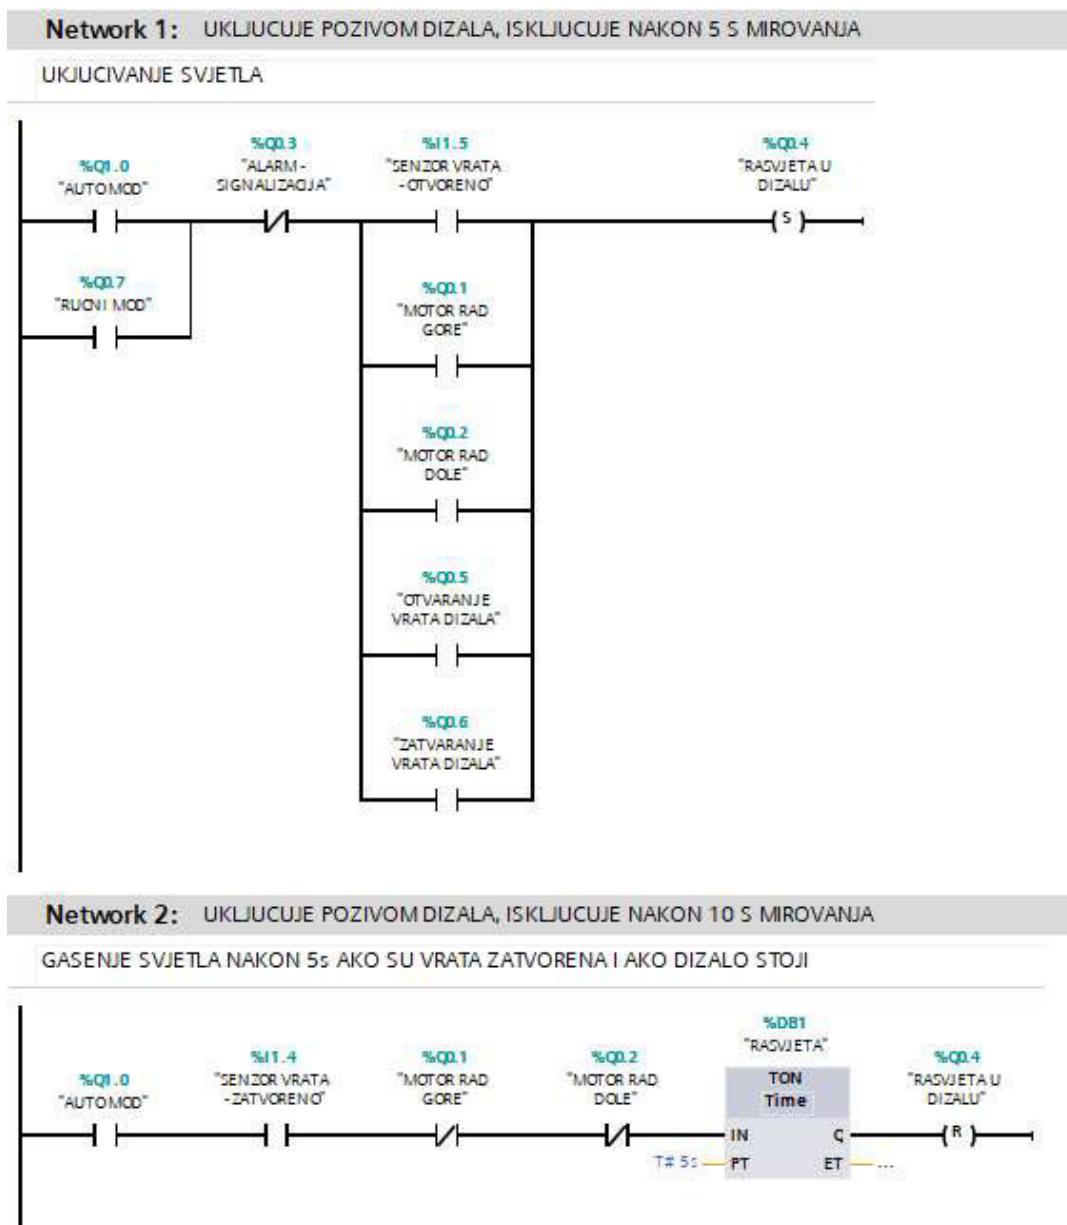 Network 1: UKLJUCUJE POZIVOM DIZALA, ISKLJUCUJE NAKON 5 S MIROVANJA
UKJUCIVANJE SVJETLA
%Q1.0
"AUTO MOD"
%Q0.3
"ALARM -
SIGNALIZACIJA"
%I1.5
"SENZOR VRATA
- OTVORENO"
%Q0.4
"RASVJETA U
DIZALU"
S
%Q0.7
"RUCNI MOD"
%Q0.1
"MOTOR RAD
GORE"
%Q0.2
"MOTOR RAD
DOLE"
%Q0.5
"OTVARANJE
VRATA DIZALA"
%Q0.6
"ZATVARANJE
VRATA DIZALA"
Network 2: UKLJUCUJE POZIVOM DIZALA, ISKLJUCUJE NAKON 10 S MIROVANJA
GASENJE SVJETLA NAKON 5s AKO SU VRATA ZATVORENA I AKO DIZALO STOJI
%Q1.0
"AUTO MOD"
%I1.4
"SENZOR VRATA
- ZATVORENO"
%Q0.1
"MOTOR RAD
GORE"
%Q0.2
"MOTOR RAD
DOLE"
%DB1
"RASVJETA"
TON
Time
IN Q
T# 5s PT ET ...
%Q0.4
"RASVJETA U
DIZALU"
R